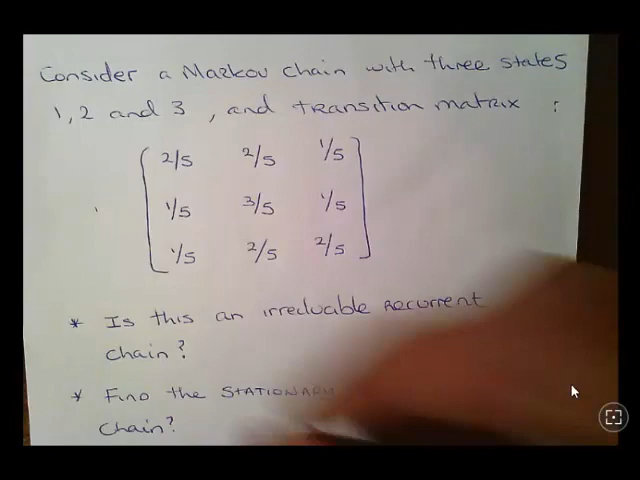 Consider a Markov chain with three states
1, 2 and 3, and transition matrix :
2/5 2/5 1/5
1/5 3/5 1/5
1/5 2/5 2/5
* Is this an irreducable recurrent
chain?
* Find the STATIONARY
chain?